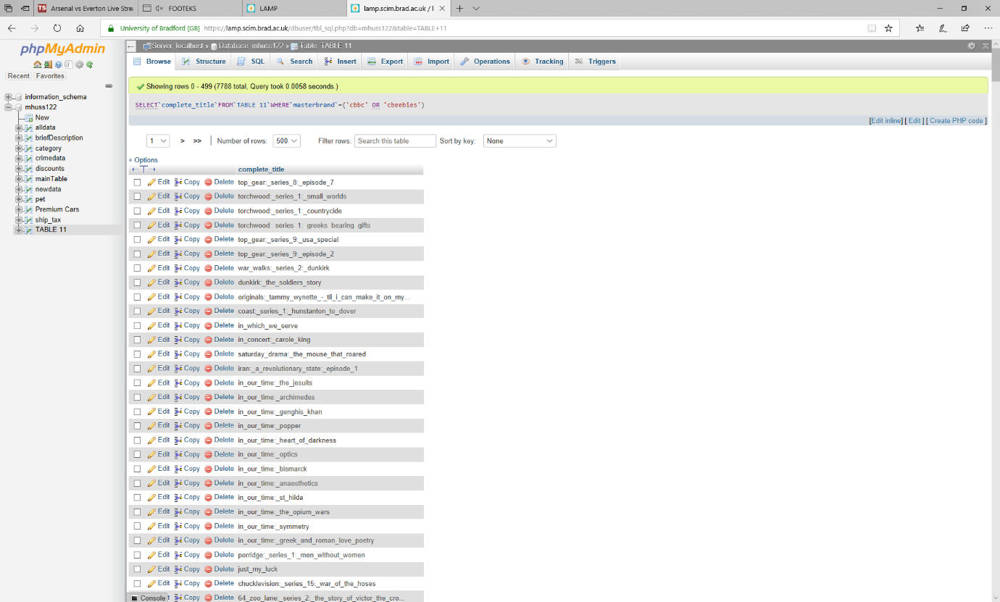 Arsenal vs Everton Live Stre
FOOTEKS
LAMP
lamp.scim.brad.ac.uk / l
University of Bradford [GB] https://lamp.scim.brad.ac.uk/dbuser/tbl_sql.php?db=mhuss122&table=TABLE+11
phpMyAdmin
Recent Favorites
information_schema
mhuss122
New
alldata
briefDescription
category
crimedata
discounts
mainTable
newdata
pet
Premium Cars
ship_tax
TABLE 11
Server: localhost » Database: mhuss122 » Table: TABLE 11
Browse Structure SQL Search Insert Export Import Operations Tracking Triggers
Showing rows 0 - 499 (7788 total, Query took 0.0058 seconds.)
SELECT`complete_title`FROM`TABLE 11`WHERE`masterbrand`=('cbbc' OR 'cbeebies')
[Edit inline] [ Edit ] [ Create PHP code ]
1 > >> Number of rows: 500 Filter rows: Search this table Sort by key: None
+ Options
←T→ complete_title
Edit Copy Delete top_gear:_series_8:_episode_7
Edit Copy Delete torchwood:_series_1:_small_worlds
Edit Copy Delete torchwood:_series_1:_countrycide
Edit Copy Delete torchwood:_series_1:_greeks_bearing_gifts
Edit Copy Delete top_gear:_series_9:_usa_special
Edit Copy Delete top_gear:_series_9:_episode_2
Edit Copy Delete war_walks:_series_2:_dunkirk
Edit Copy Delete dunkirk:_the_soldiers_story
Edit Copy Delete originals:_tammy_wynette_-_til_i_can_make_it_on_my...
Edit Copy Delete coast:_series_1:_hunstanton_to_dover
Edit Copy Delete in_which_we_serve
Edit Copy Delete in_concert:_carole_king
Edit Copy Delete saturday_drama:_the_mouse_that_roared
Edit Copy Delete iran:_a_revolutionary_state:_episode_1
Edit Copy Delete in_our_time:_the_jesuits
Edit Copy Delete in_our_time:_archimedes
Edit Copy Delete in_our_time:_genghis_khan
Edit Copy Delete in_our_time:_popper
Edit Copy Delete in_our_time:_heart_of_darkness
Edit Copy Delete in_our_time:_optics
Edit Copy Delete in_our_time:_bismarck
Edit Copy Delete in_our_time:_anaesthetics
Edit Copy Delete in_our_time:_st_hilda
Edit Copy Delete in_our_time:_the_opium_wars
Edit Copy Delete in_our_time:_symmetry
Edit Copy Delete in_our_time:_greek_and_roman_love_poetry
Edit Copy Delete porridge:_series_1:_men_without_women
Edit Copy Delete just_my_luck
Edit Copy Delete chucklevision:_series_15:_war_of_the_hoses
Console t Copy Delete 64_zoo_lane:_series_2:_the_story_of_victor_the_cro...